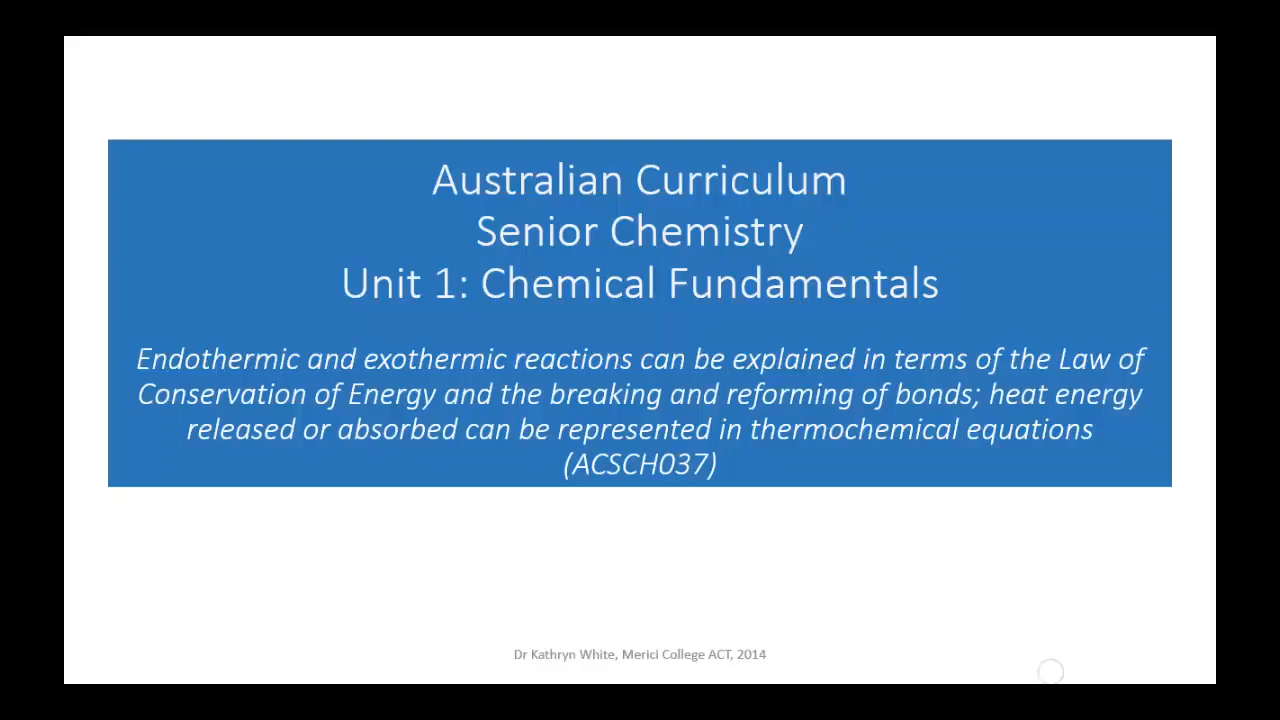 Australian Curriculum
Senior Chemistry
Unit 1: Chemical Fundamentals
Endothermic and exothermic reactions can be explained in terms of the Law of
Conservation of Energy and the breaking and reforming of bonds; heat energy
released or absorbed can be represented in thermochemical equations
(ACSCH037)
Dr Kathryn White, Merici College ACT, 2014